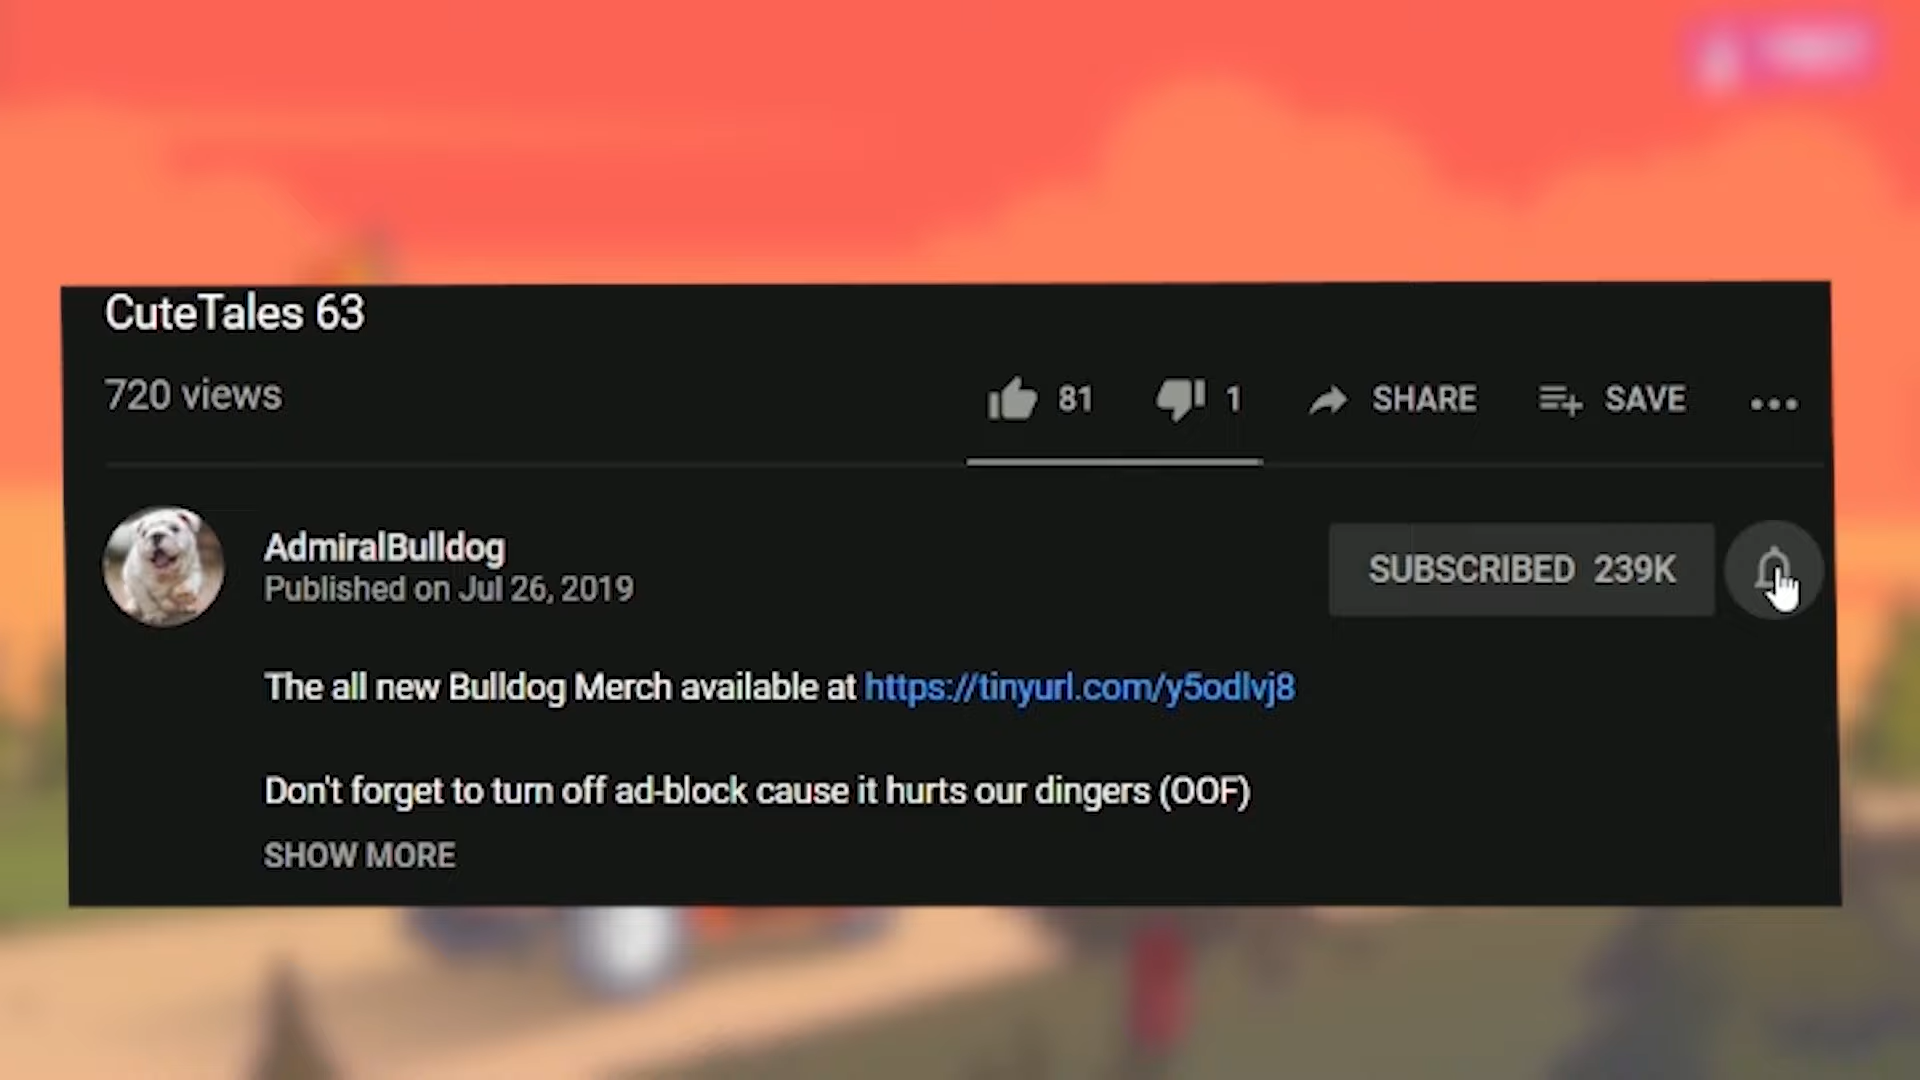 CuteTales 63
720 views
81 1 SHARE SAVE
AdmiralBulldog
Published on Jul 26, 2019
SUBSCRIBED 239K
The all new Bulldog Merch available at https://tinyurl.com/y5odlvj8
Don't forget to turn off ad-block cause it hurts our dingers (OOF)
SHOW MORE